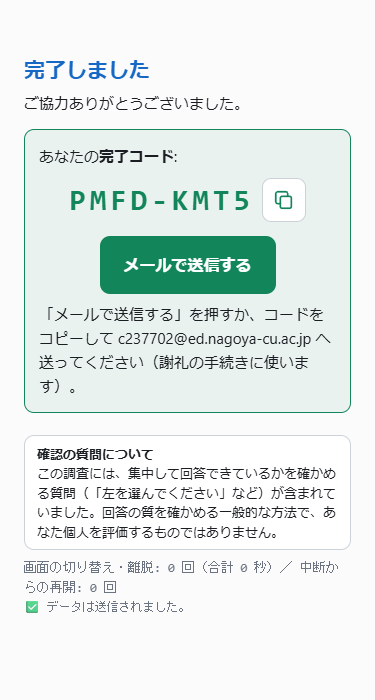 完了しました
ご協力ありがとうございました。
あなたの完了コード:
PMFD-KMT5
メールで送信する
「メールで送信する」を押すか、コードを
コピーして c237702@ed.nagoya-cu.ac.jp へ
送ってください（謝礼の手続きに使いま
す）。
確認の質問について
この調査には、集中して回答できているかを確かめ
る質問（「左を選んでください」など）が含まれて
いました。回答の質を確かめる一般的な方法で、あ
なた個人を評価するものではありません。
画面の切り替え・離脱: 0 回（合計 0 秒）／ 中断か
らの再開: 0 回
✅ データは送信されました。